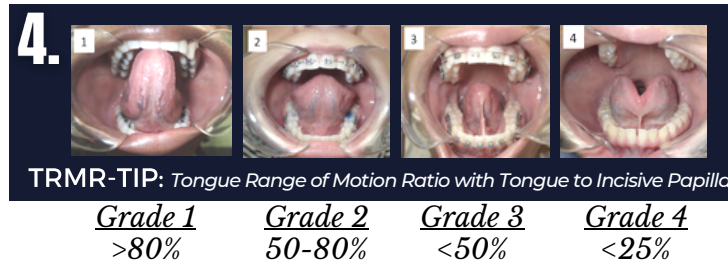 4.
1 2 3 4
TRMR-TIP: Tongue Range of Motion Ratio with Tongue to Incisive Papilla
Grade 1 Grade 2 Grade 3 Grade 4
>80% 50-80% <50% <25%